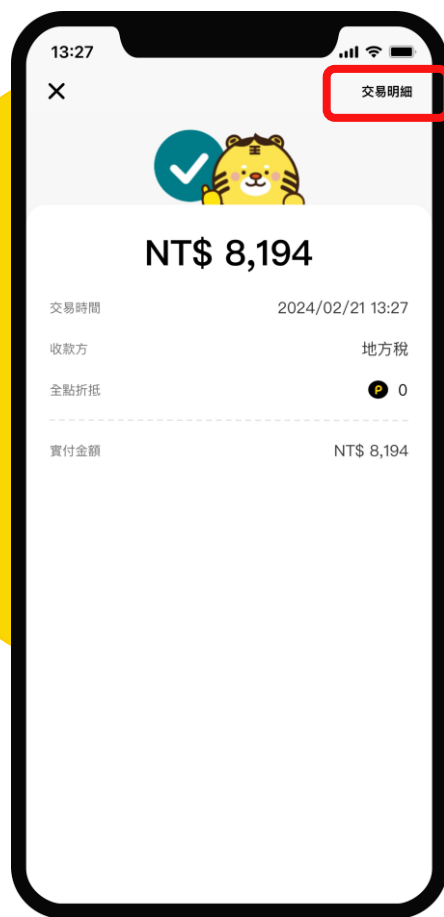 13:27
交易明細
王
NT$ 8,194
交易時間 2024/02/21 13:27
收款方 地方稅
全點折抵 P 0
實付金額 NT$ 8,194